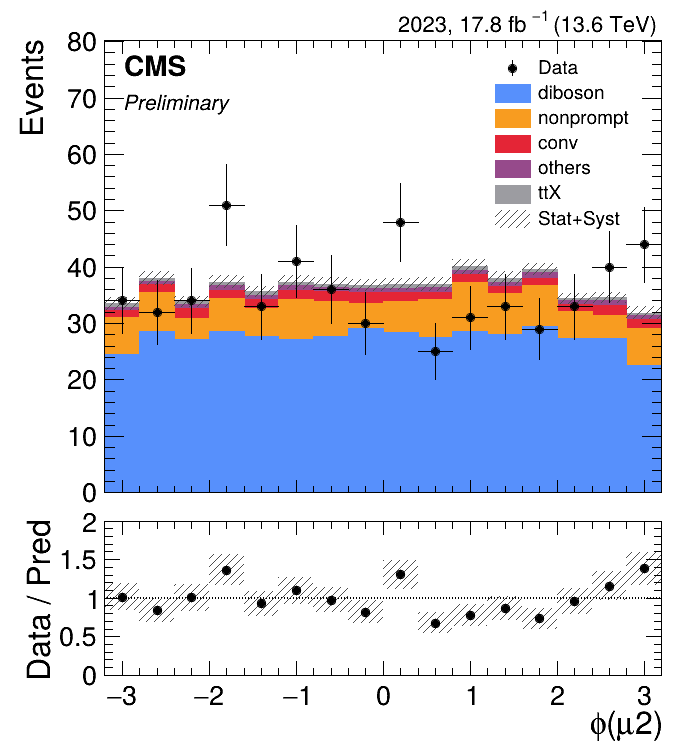 2023, 17.8 fb⁻¹ (13.6 TeV)
Events
80
70
60
50
40
30
20
10
0
CMS
Preliminary
Data
diboson
nonprompt
conv
others
ttX
Stat+Syst
Data / Pred
2
1.5
1
0.5
0
−3 −2 −1 0 1 2 3
ϕ(μ2)